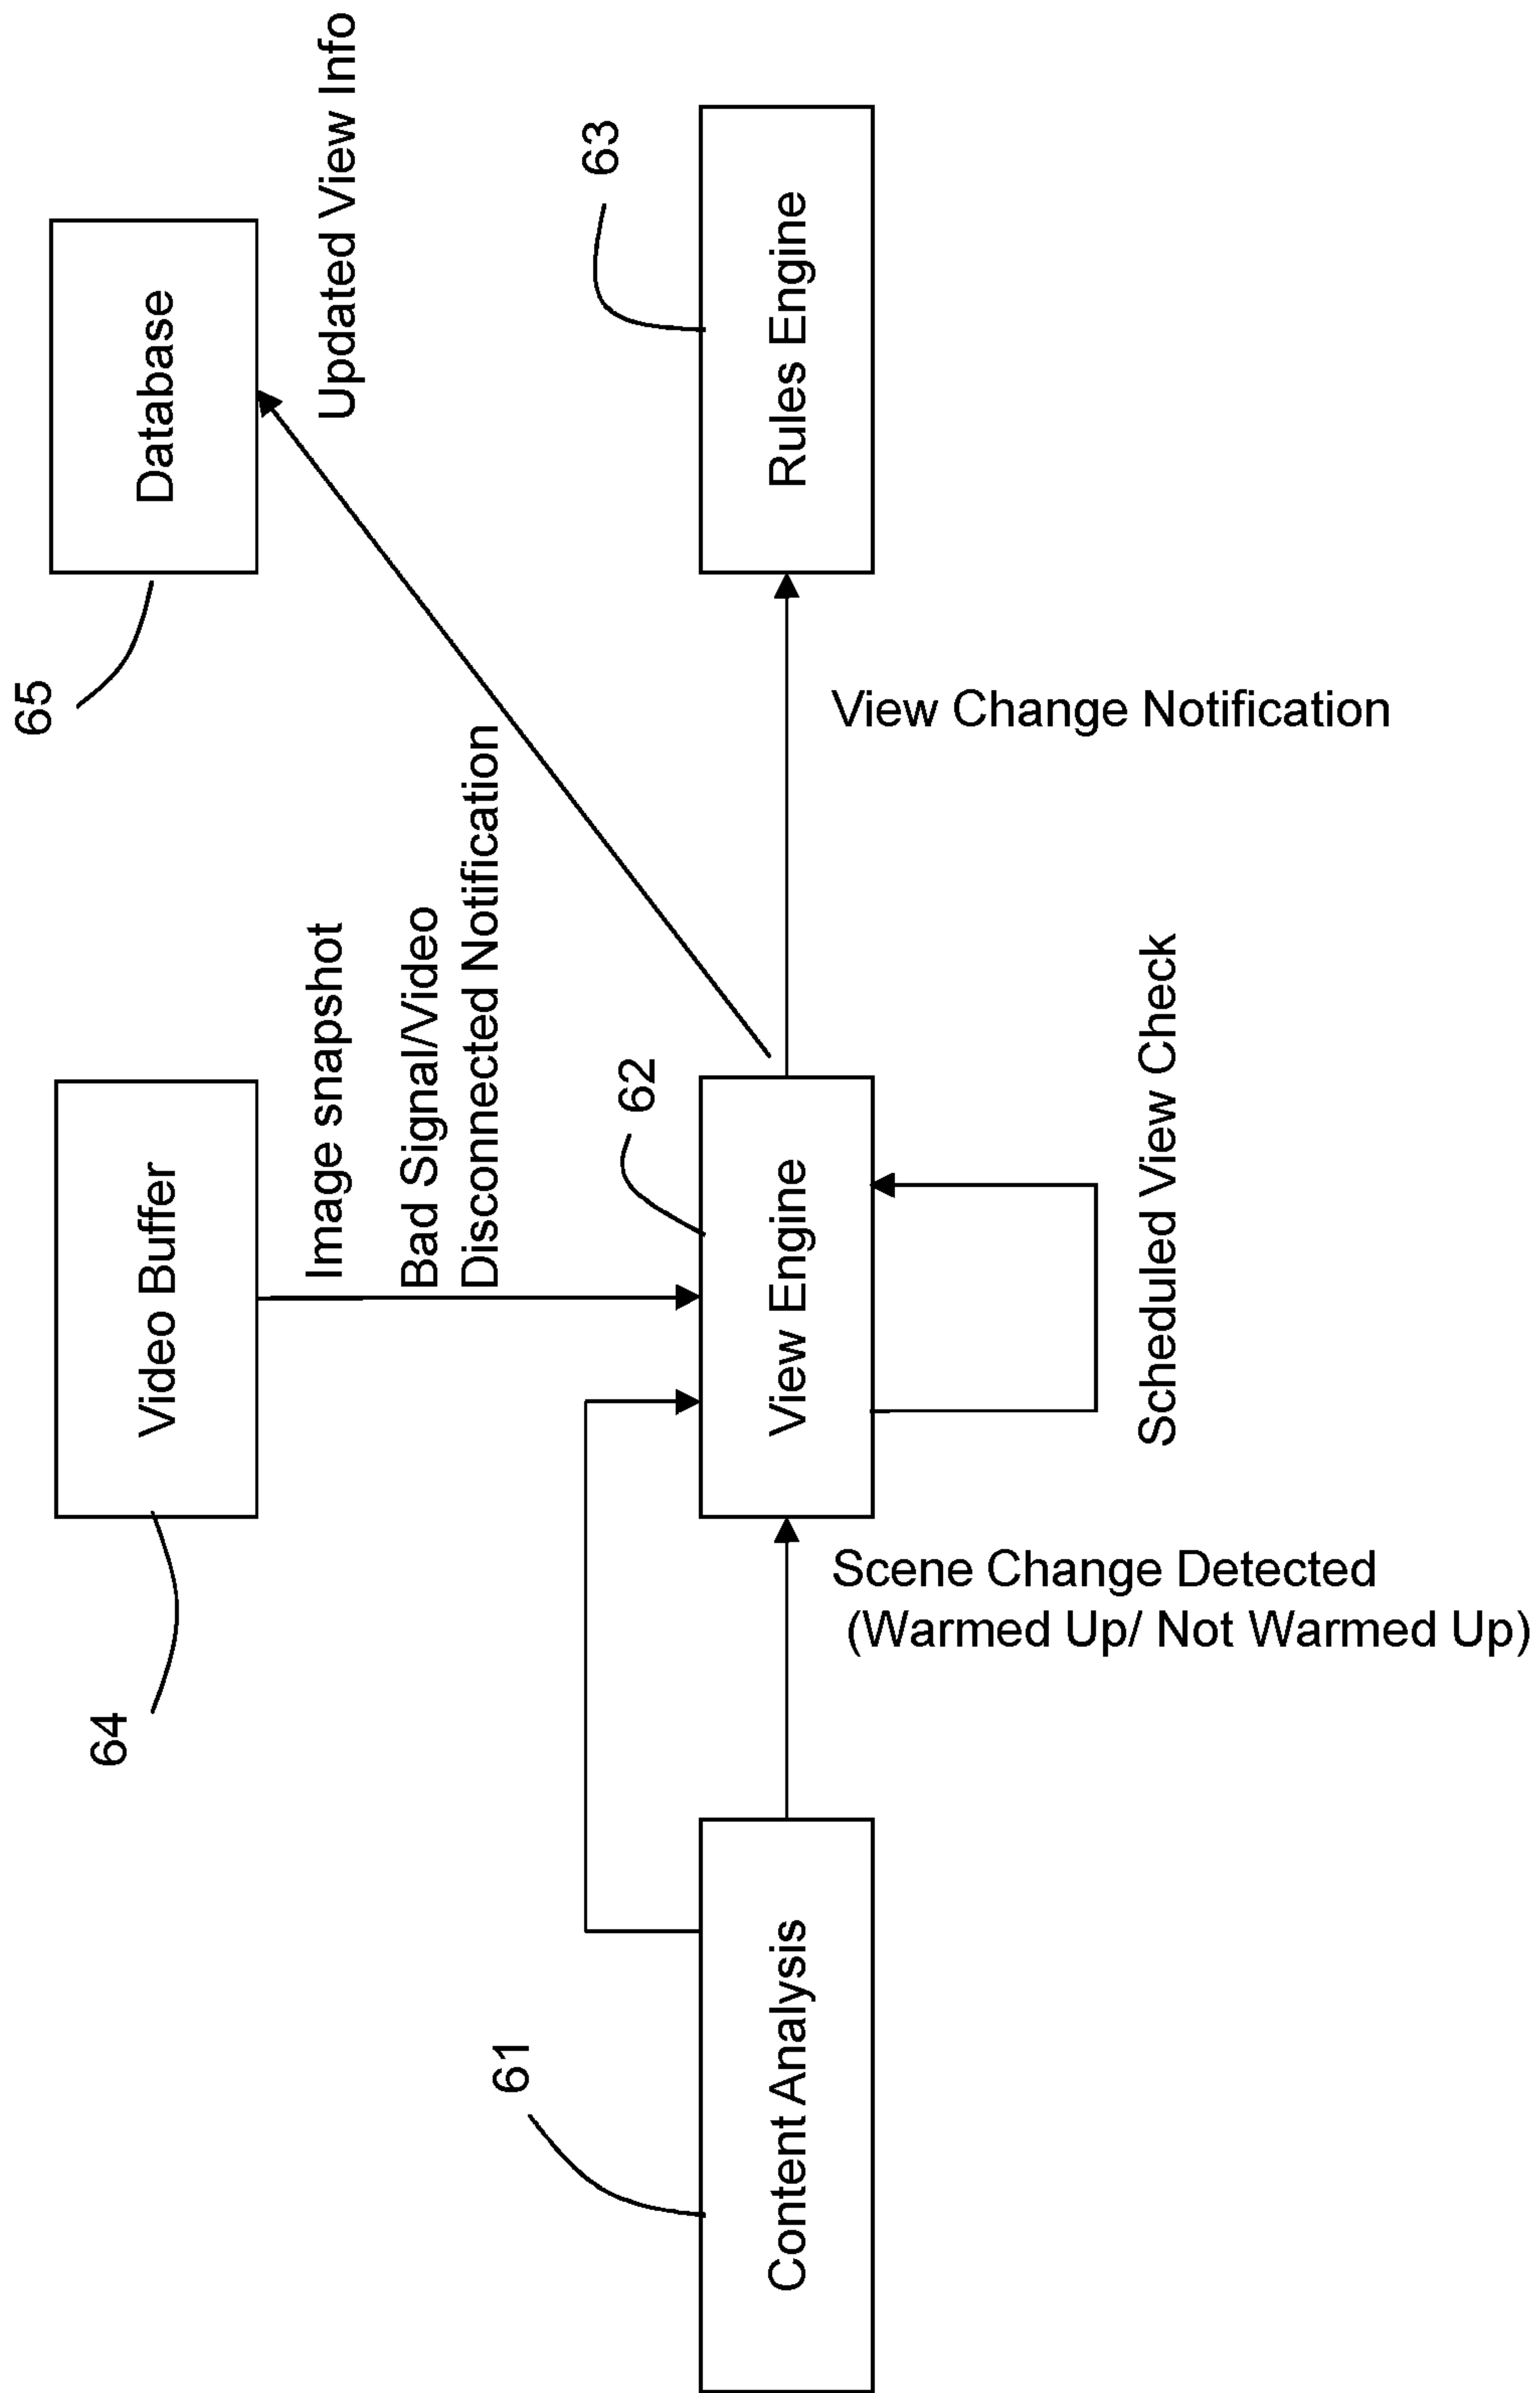 65
Database
Updated View Info
64
Video Buffer
Image snapshot
Bad Signal/Video
Disconnected Notification
61
Content Analysis
62
View Engine
63
Rules Engine
Scene Change Detected
(Warmed Up/ Not Warmed Up)
View Change Notification
Scheduled View Check